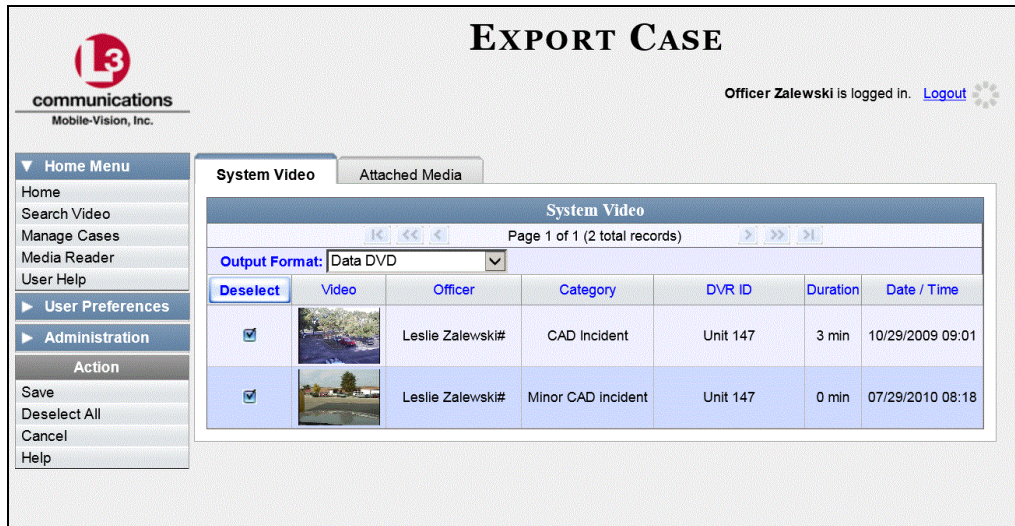 EXPORT CASE
L3
communications
Mobile-Vision, Inc.
Officer Zalewski is logged in. Logout
Home Menu
Home
Search Video
Manage Cases
Media Reader
User Help
User Preferences
Administration
Action
Save
Deselect All
Cancel
Help
System Video Attached Media
System Video
Page 1 of 1 (2 total records)
Output Format: Data DVD
Deselect Video Officer Category DVR ID Duration Date / Time
Leslie Zalewski# CAD Incident Unit 147 3 min 10/29/2009 09:01
Leslie Zalewski# Minor CAD incident Unit 147 0 min 07/29/2010 08:18